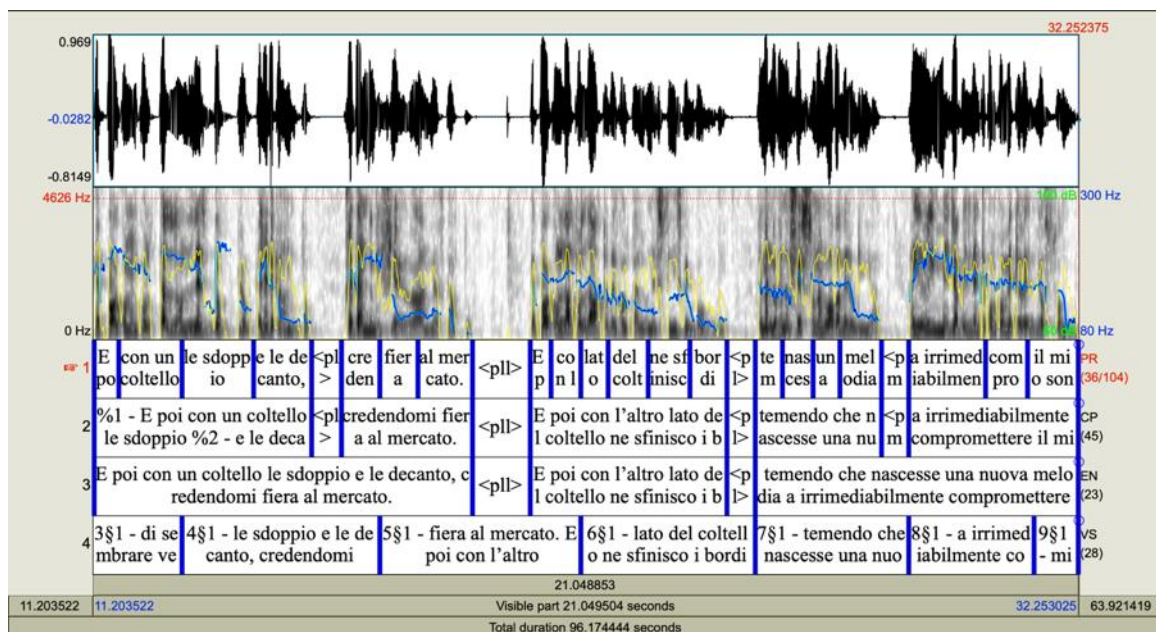 32.252375
0.969
-0.0282
-0.8149
4626 Hz
100 dB 300 Hz
0 Hz
80 Hz
1
E po
con un coltello
le sdopp io
e le de canto,
<pl >
cre den
fier a
al mer cato.
<pll>
E p
co n l
lat o
del colt
ne sf inisc
bor di
<p l>
te m
nas ces
un a
mel odia
<p m
a irrimed iabilmen
com pro
il mi o son
PR
(36/104)
2
%1 - E poi con un coltello
le sdoppio %2 - e le deca
<pl
>
credendomi fier
a al mercato.
<pll>
E poi con l’altro lato de
l coltello ne sfinisco i b
<p
l>
temendo che n
ascesse una nu
<p
m
a irrimediabilmente
compromettere il mi
CP
(45)
3
E poi con un coltello le sdoppio e le decanto, c
redendomi fiera al mercato.
<pll>
E poi con l’altro lato de
l coltello ne sfinisco i b
<p
l>
temendo che nascesse una nuova melo
dia a irrimediabilmente compromettere
EN
(23)
4
3§1 - di se
mbrare ve
4§1 - le sdoppio e le de
canto, credendomi
5§1 - fiera al mercato. E
poi con l’altro
6§1 - lato del coltell
o ne sfinisco i bordi
7§1 - temendo che
nascesse una nuo
8§1 - a irrimed
iabilmente co
9§1
- mi
VS
(28)
21.048853
11.203522 11.203522 Visible part 21.049504 seconds 32.253025 63.921419
Total duration 96.174444 seconds